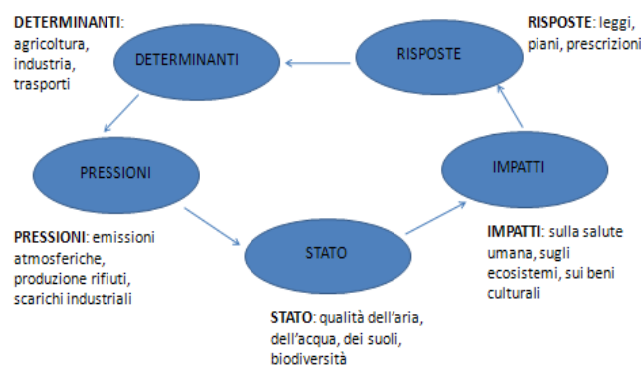 DETERMINANTI:
agricoltura,
industria,
trasporti
DETERMINANTI
RISPOSTE
RISPOSTE: leggi,
piani, prescrizioni
PRESSIONI
IMPATTI
PRESSIONI: emissioni
atmosferiche,
produzione rifiuti,
scarichi industriali
STATO
IMPATTI: sulla salute
umana, sugli
ecosistemi, sui beni
culturali
STATO: qualità dell'aria,
dell'acqua, dei suoli,
biodiversità